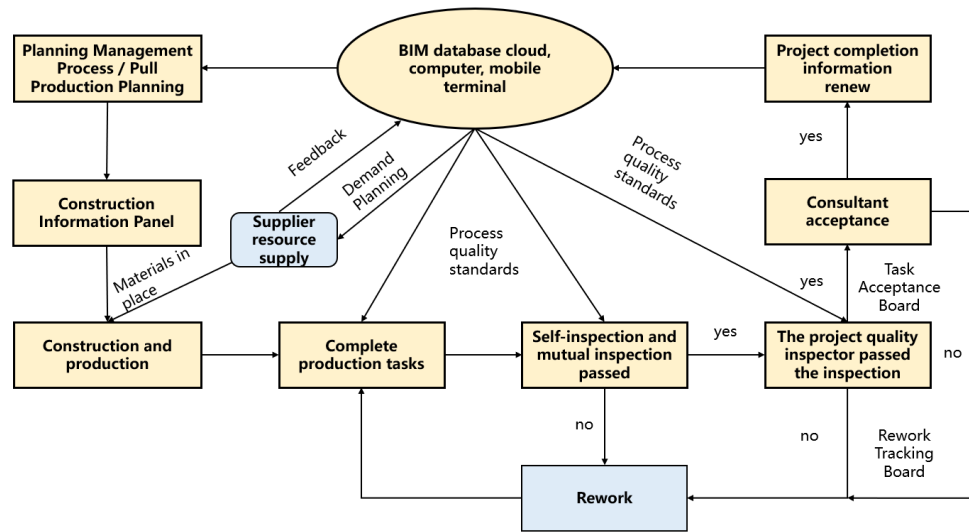 Planning Management
Process / Pull
Production Planning
BIM database cloud,
computer, mobile
terminal
Project completion
information
renew
Feedback
Demand
Planning
Process
quality
standards
yes
Construction
Information Panel
Supplier
resource
supply
Consultant
acceptance
Materials in
place
Process
quality
standards
yes
Task
Acceptance
Board
Construction and
production
Complete
production tasks
Self-inspection and
mutual inspection
passed
yes
The project quality
inspector passed
the inspection
no
no
no
Rework
Tracking
Board
Rework